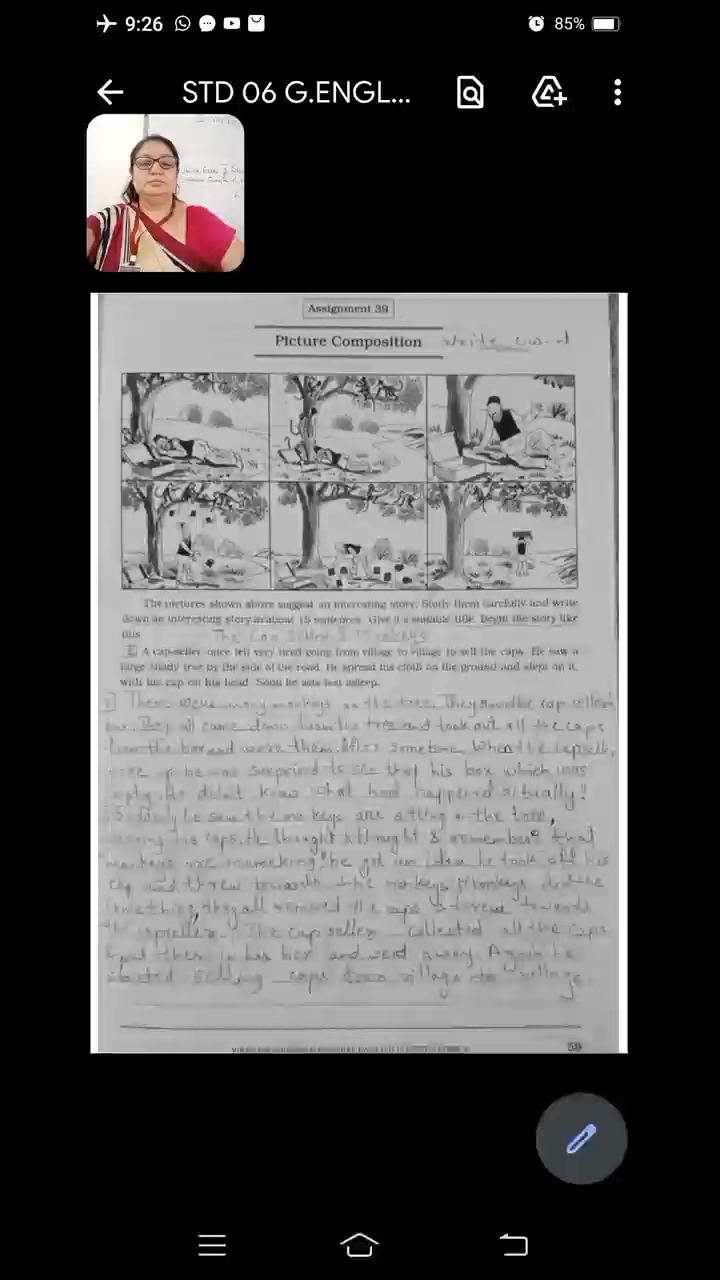 9:26
85%
STD 06 G.ENGL...
Assignment 39
Picture Composition write
The pictures shown above suggest an interesting story. Study them carefully and write
down an interesting story in about 15 sentences. Give it a suitable title. Begin the story like
this The Cap Seller & Monkeys
A cap-seller once felt very tired going from village to village to sell the caps. He saw a
large shady tree by the side of the road. He spread his cloth on the ground and slept on it,
with his cap on his head. Soon he was fast asleep.
There were many monkeys on the tree. They saw the cap seller's
They all came down from the tree and took out all the caps
from the box and wore them. After sometime When the capseller
woke up he was surprised to see that his box which was
empty. He didn't know what had happened actually!
Suddenly he saw the monkeys are sitting on the tree,
wearing his caps. He thought & thought & remembers that
monkeys are he got an idea he took off his
cap and threw towards the monkeys Monkeys did the
something, they all removed the caps & threw towards
the capseller. The cap seller collected all the caps
put them in his box and went away. Again he
started selling caps from village to village.
59